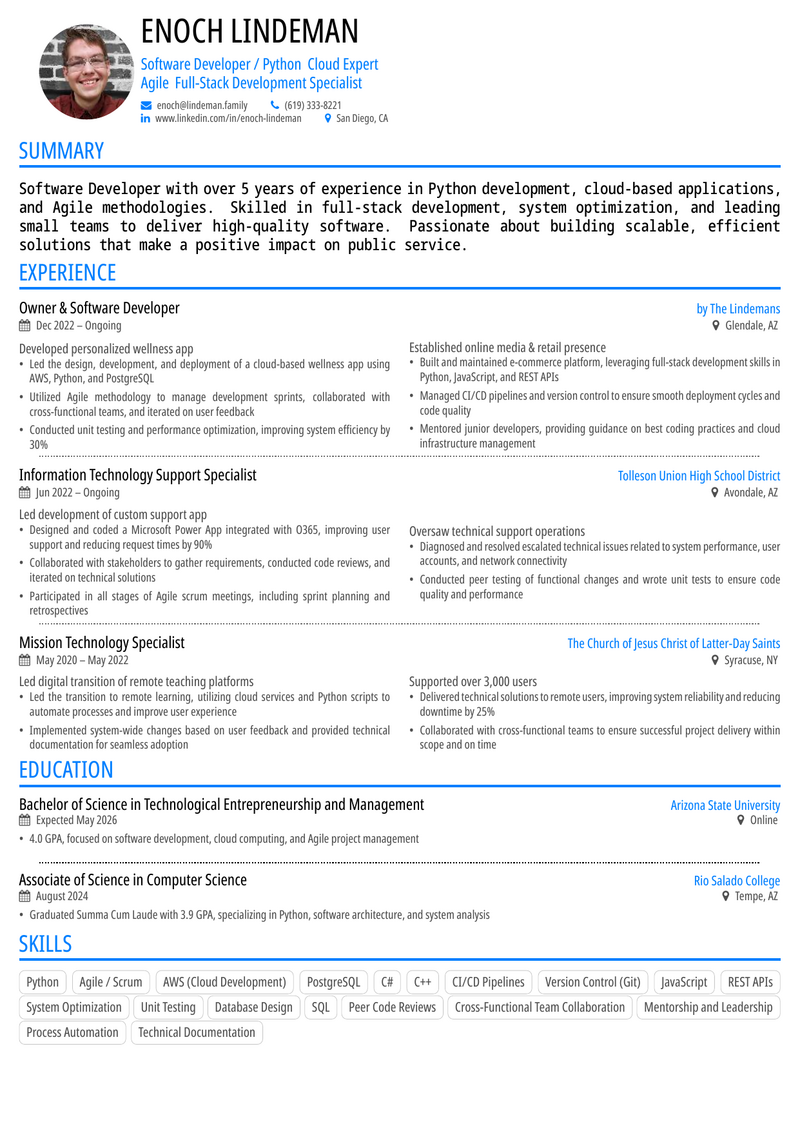 ENOCH LINDEMAN
Software Developer / Python Cloud Expert
Agile Full-Stack Development Specialist
enoch@lindeman.family (619) 333-8221
www.linkedin.com/in/enoch-lindeman San Diego, CA
SUMMARY
Software Developer with over 5 years of experience in Python development, cloud-based applications,
and Agile methodologies. Skilled in full-stack development, system optimization, and leading
small teams to deliver high-quality software. Passionate about building scalable, efficient
solutions that make a positive impact on public service.
EXPERIENCE
Owner & Software Developer
by The Lindemans
Dec 2022 – Ongoing
Glendale, AZ
Developed personalized wellness app
• Led the design, development, and deployment of a cloud-based wellness app using
AWS, Python, and PostgreSQL
• Utilized Agile methodology to manage development sprints, collaborated with
cross-functional teams, and iterated on user feedback
• Conducted unit testing and performance optimization, improving system efficiency by
30%
Established online media & retail presence
• Built and maintained e-commerce platform, leveraging full-stack development skills in
Python, JavaScript, and REST APIs
• Managed CI/CD pipelines and version control to ensure smooth deployment cycles and
code quality
• Mentored junior developers, providing guidance on best coding practices and cloud
infrastructure management
Information Technology Support Specialist
Tolleson Union High School District
Jun 2022 – Ongoing
Avondale, AZ
Led development of custom support app
• Designed and coded a Microsoft Power App integrated with O365, improving user
support and reducing request times by 90%
• Collaborated with stakeholders to gather requirements, conducted code reviews, and
iterated on technical solutions
• Participated in all stages of Agile scrum meetings, including sprint planning and
retrospectives
Oversaw technical support operations
• Diagnosed and resolved escalated technical issues related to system performance, user
accounts, and network connectivity
• Conducted peer testing of functional changes and wrote unit tests to ensure code
quality and performance
Mission Technology Specialist
The Church of Jesus Christ of Latter-Day Saints
May 2020 – May 2022
Syracuse, NY
Led digital transition of remote teaching platforms
• Led the transition to remote learning, utilizing cloud services and Python scripts to
automate processes and improve user experience
• Implemented system-wide changes based on user feedback and provided technical
documentation for seamless adoption
Supported over 3,000 users
• Delivered technical solutions to remote users, improving system reliability and reducing
downtime by 25%
• Collaborated with cross-functional teams to ensure successful project delivery within
scope and on time
EDUCATION
Bachelor of Science in Technological Entrepreneurship and Management
Arizona State University
Expected May 2026
Online
• 4.0 GPA, focused on software development, cloud computing, and Agile project management
Associate of Science in Computer Science
Rio Salado College
August 2024
Tempe, AZ
• Graduated Summa Cum Laude with 3.9 GPA, specializing in Python, software architecture, and system analysis
SKILLS
Python Agile / Scrum AWS (Cloud Development) PostgreSQL C# C++ CI/CD Pipelines Version Control (Git) JavaScript REST APIs
System Optimization Unit Testing Database Design SQL Peer Code Reviews Cross-Functional Team Collaboration Mentorship and Leadership
Process Automation Technical Documentation